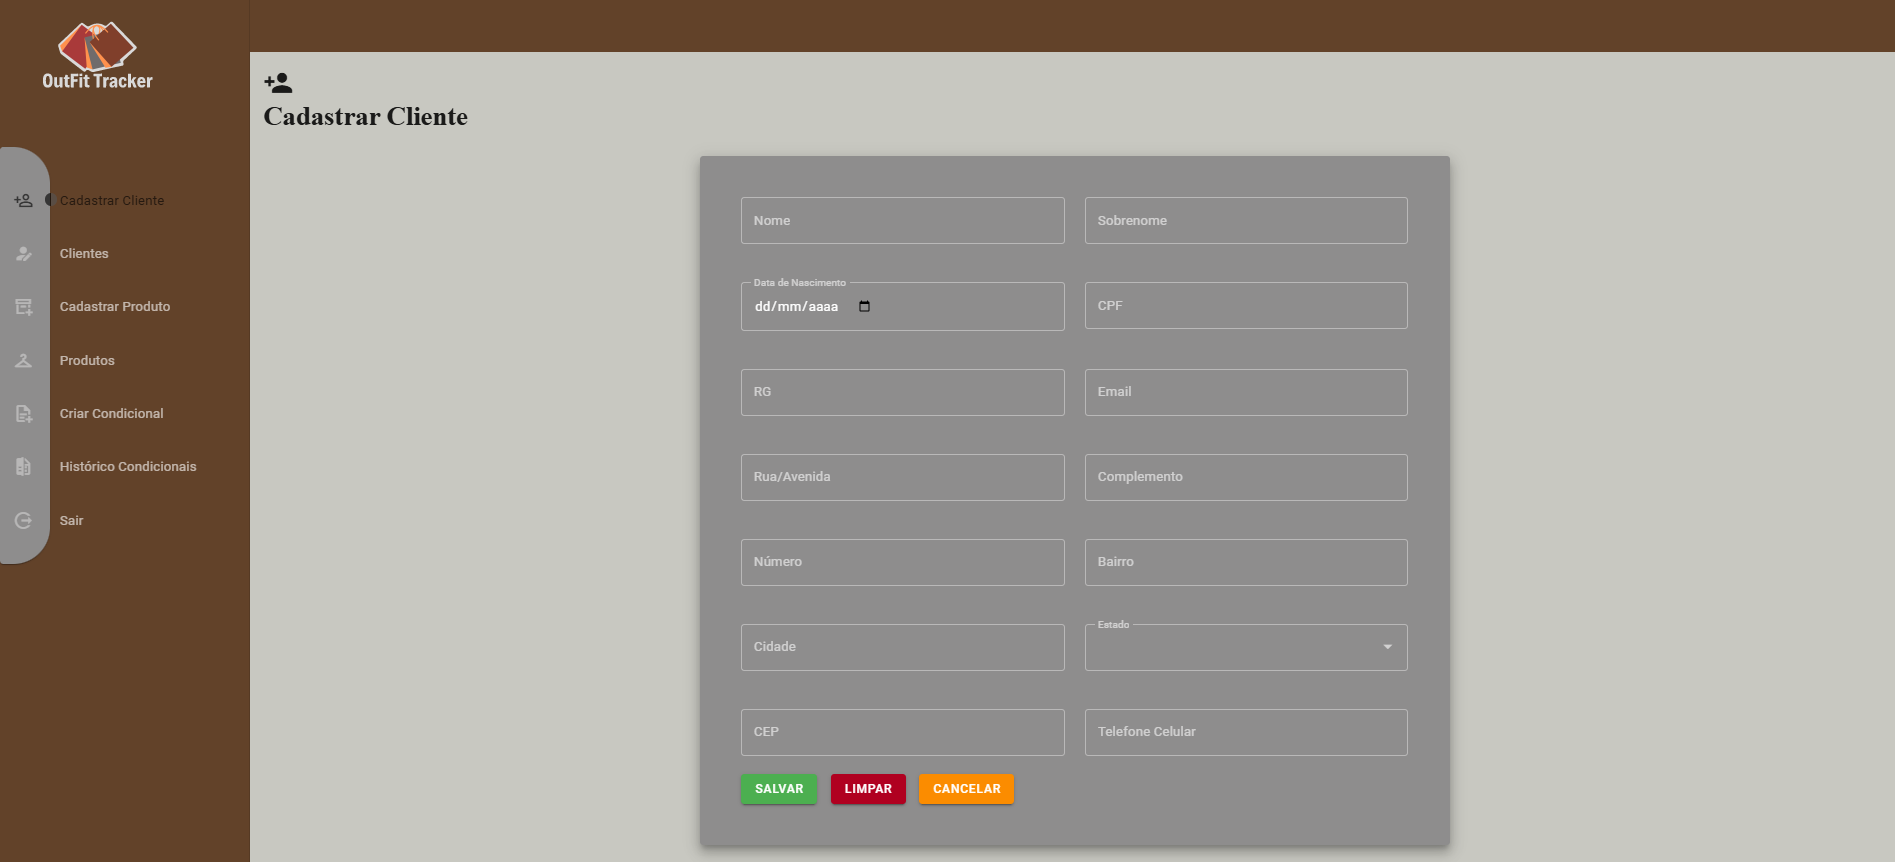 OutFit Tracker
Cadastrar Cliente
Clientes
Cadastrar Produto
Produtos
Criar Condicional
Histórico Condicionais
Sair
Cadastrar Cliente
Nome
Sobrenome
Data de Nascimento
dd/mm/aaaa
CPF
RG
Email
Rua/Avenida
Complemento
Número
Bairro
Cidade
Estado
CEP
Telefone Celular
SALVAR
LIMPAR
CANCELAR